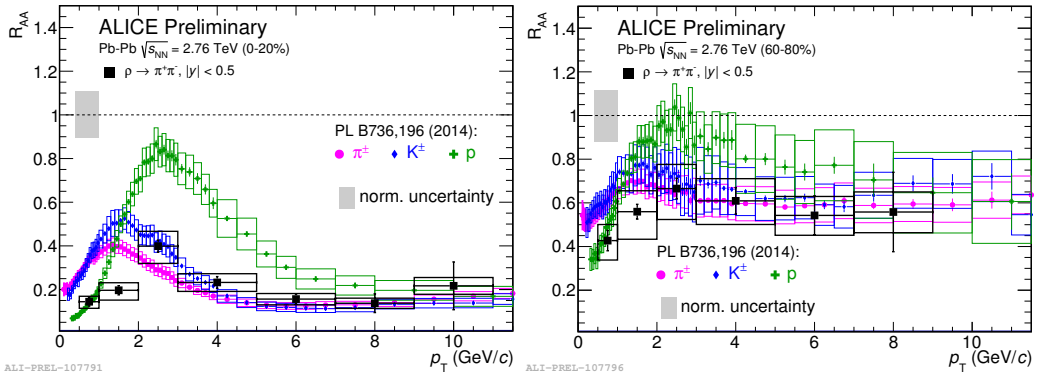 ALICE Preliminary
Pb-Pb √sNN = 2.76 TeV (0-20%)
ρ → π+π-, |y| < 0.5
PL B736,196 (2014):
π± K± p
norm. uncertainty
RAA
1.4
1.2
1
0.8
0.6
0.4
0.2
0 2 4 6 8 10
pT (GeV/c)
ALI-PREL-107791
ALICE Preliminary
Pb-Pb √sNN = 2.76 TeV (60-80%)
ρ → π+π-, |y| < 0.5
PL B736,196 (2014):
π± K± p
norm. uncertainty
RAA
1.4
1.2
1
0.8
0.6
0.4
0.2
0 2 4 6 8 10
pT (GeV/c)
ALI-PREL-107796